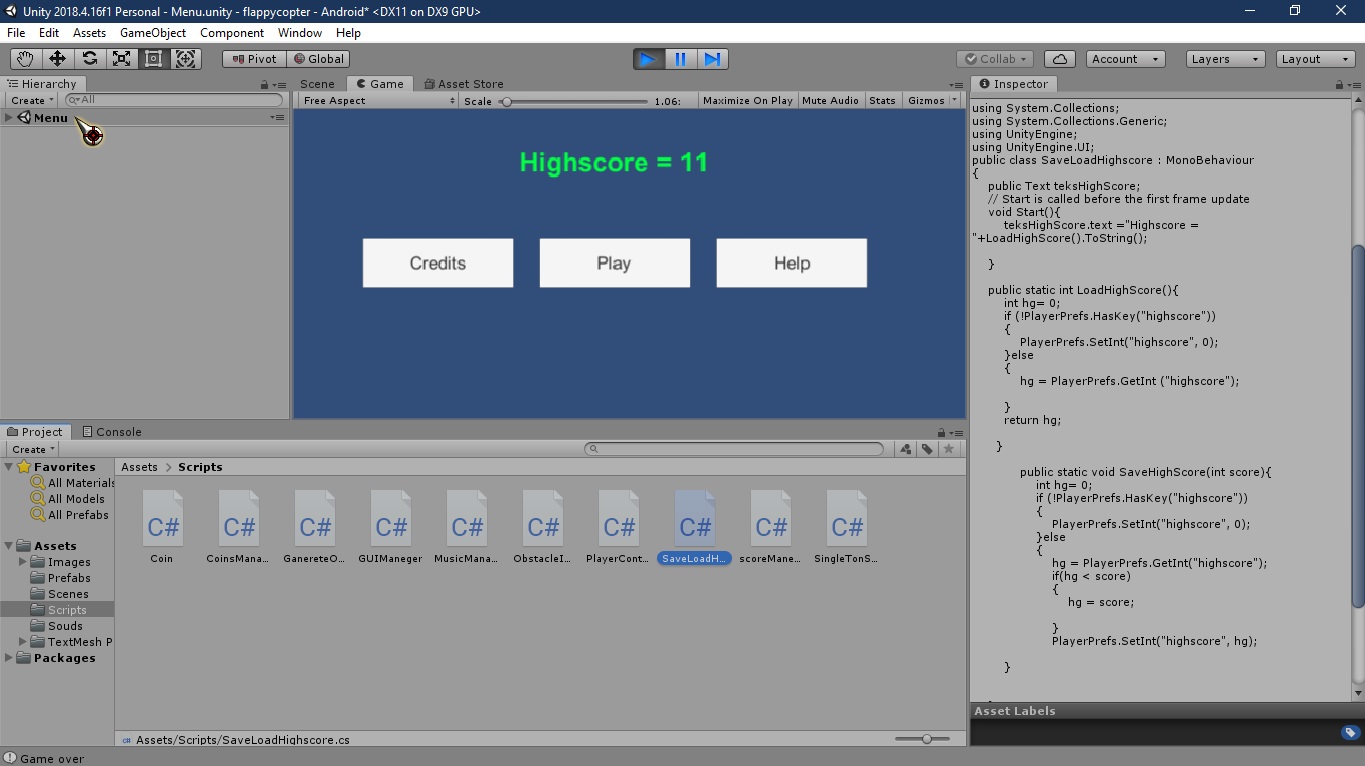 Unity 2018.4.16f1 Personal - Menu.unity - flappycopter - Android* <DX11 on DX9 GPU>
File Edit Assets GameObject Component Window Help
Pivot Global Collab Account Layers Layout
Hierarchy
Create All
Menu
Scene Game Asset Store
Free Aspect Scale 1.06: Maximize On Play Mute Audio Stats Gizmos
Highscore = 11
Credits Play Help
Inspector
using System.Collections;
using System.Collections.Generic;
using UnityEngine;
using UnityEngine.UI;
public class SaveLoadHighscore : MonoBehaviour
{
public Text teksHighScore;
// Start is called before the first frame update
void Start(){
teksHighScore.text ="Highscore =
"+LoadHighScore().ToString();
}
public static int LoadHighScore(){
int hg= 0;
if (!PlayerPrefs.HasKey("highscore"))
{
PlayerPrefs.SetInt("highscore", 0);
}else
{
hg = PlayerPrefs.GetInt ("highscore");
}
return hg;
}
public static void SaveHighScore(int score){
int hg= 0;
if (!PlayerPrefs.HasKey("highscore"))
{
PlayerPrefs.SetInt("highscore", 0);
}else
{
hg = PlayerPrefs.GetInt("highscore");
if(hg < score)
{
hg = score;
}
PlayerPrefs.SetInt("highscore", hg);
}
Asset Labels
Project Console
Create
Favorites
All Materials
All Models
All Prefabs
Assets
Images
Prefabs
Scenes
Scripts
Souds
TextMesh P
Packages
Assets > Scripts
C# C# C# C# C# C# C# C# C# C#
Coin CoinsMana... GanereteO... GUIManeger MusicMana... ObstacleI... PlayerCont... SaveLoadH... scoreMane... SingleTonS...
C# Assets/Scripts/SaveLoadHighscore.cs
Game over